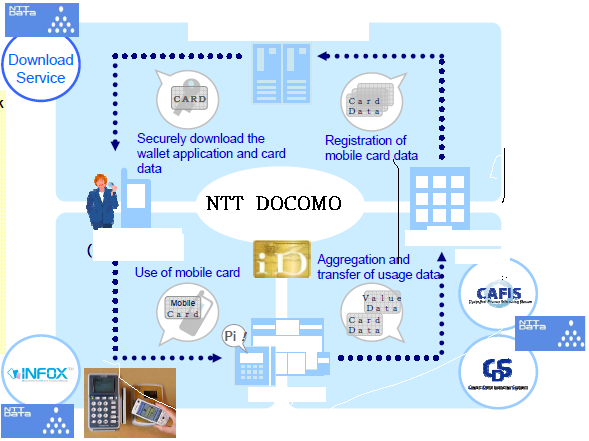 NTT
DATA
Download
Service
CARD
Securely download the
wallet application and card
data
Card
Data
Registration of
mobile card data
NTT DOCOMO
(
iD
Use of mobile card
Mobile
Card
Pi !
Aggregation and
transfer of usage data
Value
Data
Card
Data
CAFIS
NTT
DATA
INFOX
NTT
DATA